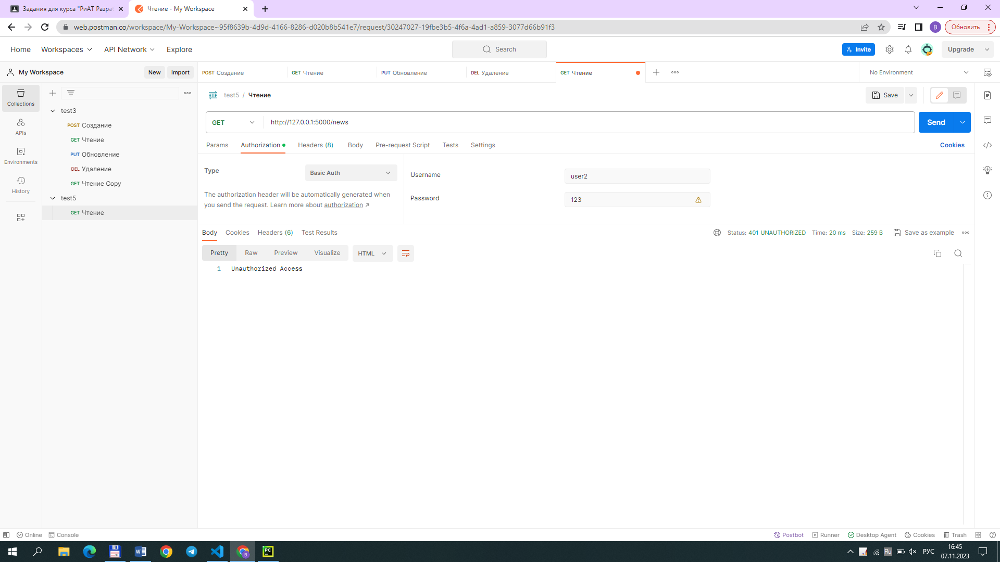 Задания для курса "РиАТ Разра
Чтение - My Workspace
web.postman.co/workspace/My-Workspace~95f8639b-4d9d-4166-8286-d020b8b541e7/request/30247027-19fbe3b5-4f6a-4ad1-a859-3077d66b91f3
B
Обновить
Home
Workspaces
API Network
Explore
Search
Invite
Upgrade
My Workspace
New
Import
POST Создание
GET Чтение
PUT Обновление
DEL Удаление
GET Чтение
No Environment
Collections
APIs
Environments
History
test3
POST Создание
GET Чтение
PUT Обновление
DEL Удаление
GET Чтение Copy
test5
GET Чтение
HTTP
test5 / Чтение
Save
GET
http://127.0.0.1:5000/news
Send
Params
Authorization
Headers (8)
Body
Pre-request Script
Tests
Settings
Cookies
Type
Basic Auth
The authorization header will be automatically generated when
you send the request. Learn more about authorization ↗
Username
user2
Password
123
Body
Cookies
Headers (6)
Test Results
Status: 401 UNAUTHORIZED
Time: 20 ms
Size: 259 B
Save as example
Pretty
Raw
Preview
Visualize
HTML
1
Unauthorized Access
Online
Console
Postbot
Runner
Desktop Agent
Cookies
Trash
W
B
PC
Ru
РУС
16:45
07.11.2023